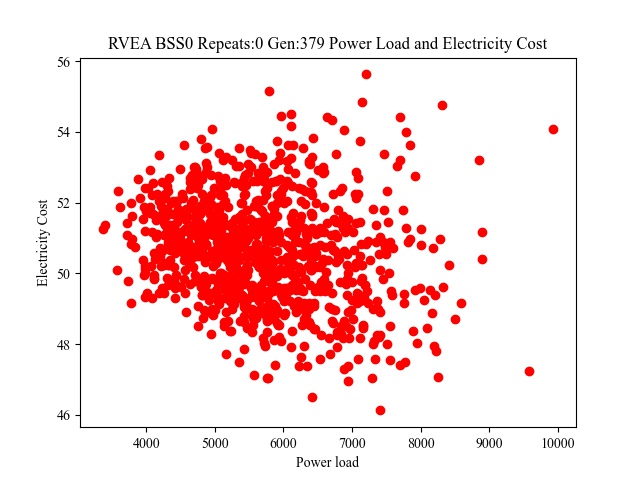 RVEA BSS0 Repeats:0 Gen:379 Power Load and Electricity Cost
56
54
52
50
48
46
Electricity Cost
4000 5000 6000 7000 8000 9000 10000
Power load